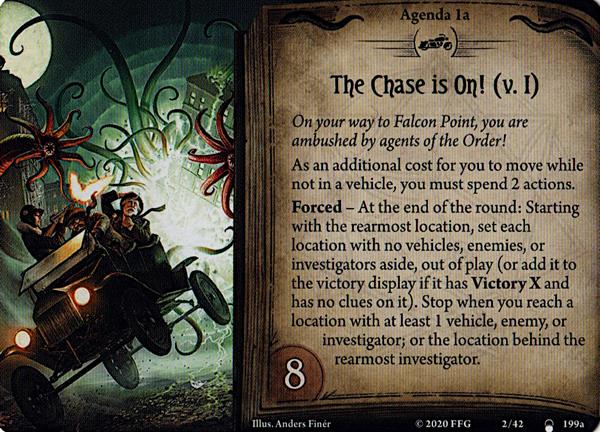 Agenda 1a
The Chase is On! (v. I)
On your way to Falcon Point, you are
ambushed by agents of the Order!
As an additional cost for you to move while
not in a vehicle, you must spend 2 actions.
Forced – At the end of the round: Starting
with the rearmost location, set each
location with no vehicles, enemies, or
investigators aside, out of play (or add it to
the victory display if it has Victory X and
has no clues on it). Stop when you reach a
location with at least 1 vehicle, enemy, or
investigator; or the location behind the
rearmost investigator.
8
Illus. Anders Finér © 2020 FFG 2/42 199a